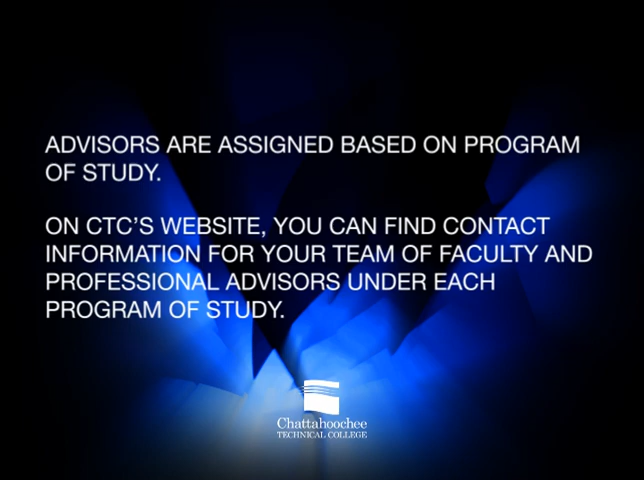 ADVISORS ARE ASSIGNED BASED ON PROGRAM
OF STUDY.
ON CTC'S WEBSITE, YOU CAN FIND CONTACT
INFORMATION FOR YOUR TEAM OF FACULTY AND
PROFESSIONAL ADVISORS UNDER EACH
PROGRAM OF STUDY.
Chattahoochee
TECHNICAL COLLEGE